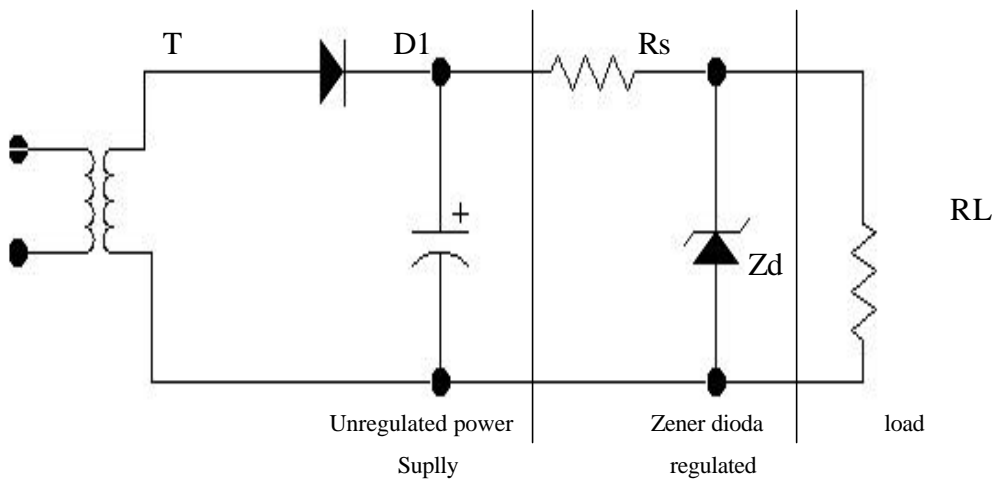 T
D1
Rs
RL
+
Zd
Unregulated power
Suplly
Zener dioda
regulated
load